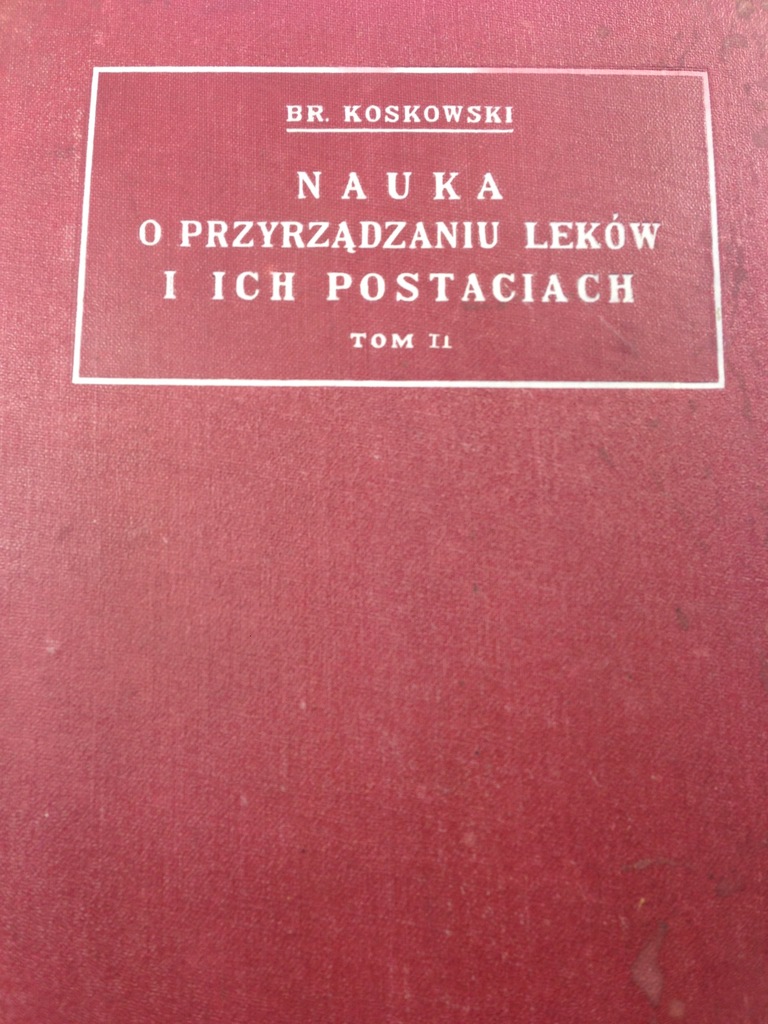 BR. KOSKOWSKI
NAUKA
O PRZYRZĄDZANIU LEKÓW
I ICH POSTACIACH
TOM II